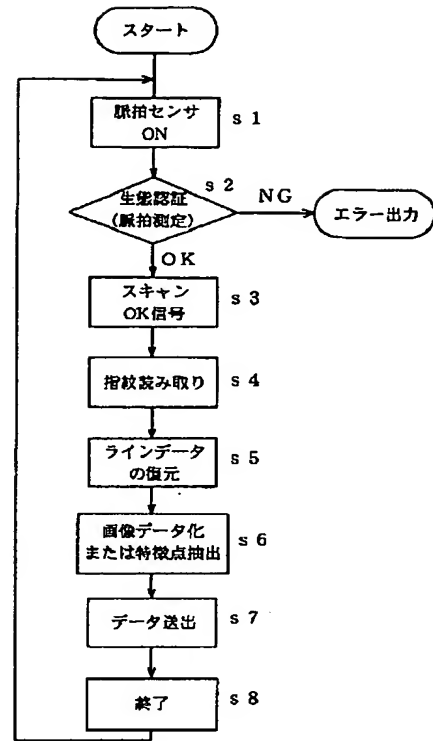 スタート
脈拍センサ
ON
s 1
s 2
生態認証
(脈拍測定)
NG
エラー出力
OK
スキャン
OK信号
s 3
指紋読み取り
s 4
ラインデータ
の復元
s 5
画像データ化
または特徴点抽出
s 6
データ送出
s 7
終了
s 8